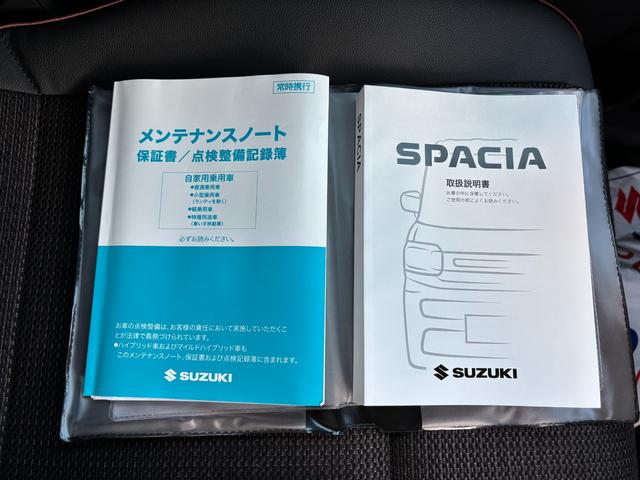 常時携行
メンテナンスノート
保証書／点検整備記録簿
自家用乗用車
●普通乗用車
●小型乗用車
（ランディを除く）
●軽乗用車
●特種用途車
（車いす移動車）
必ずお読みください。
お車の点検整備は、お客様の責任において実施していただくこ
とが法律で義務づけられています。
●ハイブリッド車およびマイルドハイブリッド車も
このメンテナンスノート、保証書および点検記録簿に含まれます。
SUZUKI
SPACIA
SPACIA
取扱説明書
お車の中に保管してください。
ご使用の前によくお読みください。
SUZUKI